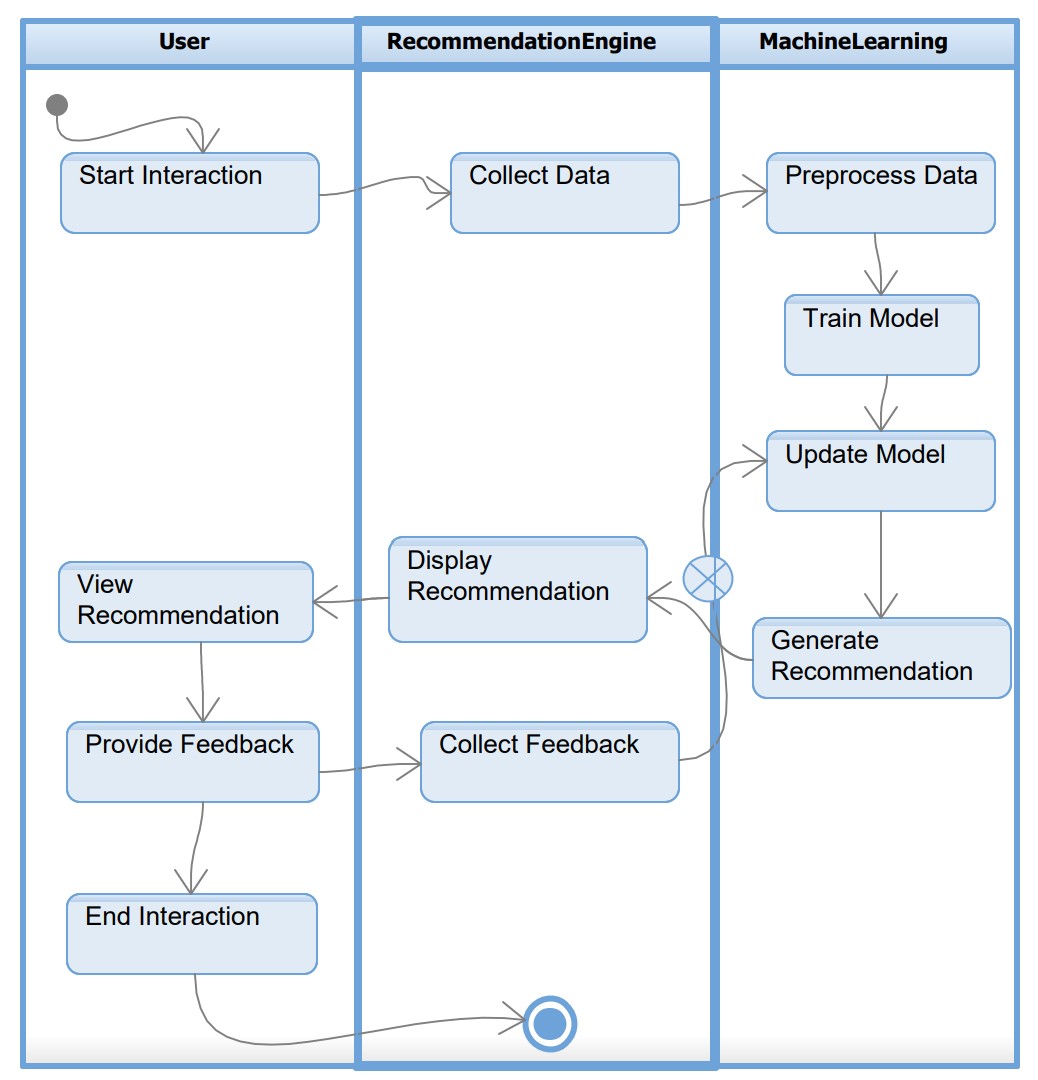 User
RecommendationEngine
MachineLearning
Start Interaction
Collect Data
Preprocess Data
Train Model
Update Model
Display
Recommendation
View
Recommendation
Generate
Recommendation
Provide Feedback
Collect Feedback
End Interaction